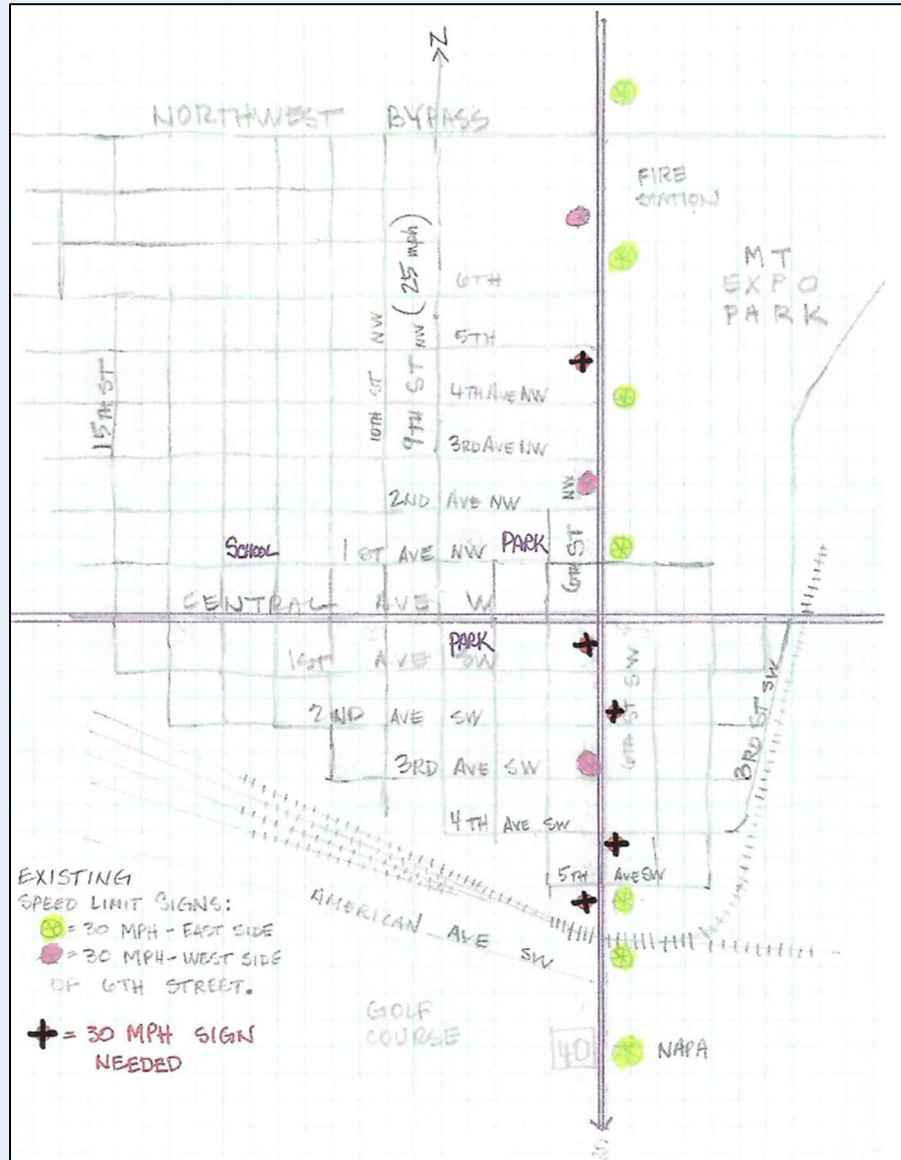 N
NORTHWEST BYPASS
FIRE
STATION
MT
EXPO
PARK
6TH
5TH
4TH AVE NW
3RD AVE NW
2ND AVE NW
15TH ST
10TH ST NW
9TH ST NW (25 mph)
6TH ST NW
SCHOOL
1ST AVE NW
PARK
CENTRAL AVE W
PARK
1ST AVE SW
2ND AVE SW
3RD AVE SW
4TH AVE SW
5TH AVE SW
6TH ST SW
3RD ST SW
AMERICAN AVE SW
GOLF
COURSE
40
NAPA
S
EXISTING
SPEED LIMIT SIGNS:
= 30 MPH - EAST SIDE
= 30 MPH - WEST SIDE
OF 6TH STREET.
= 30 MPH SIGN
NEEDED